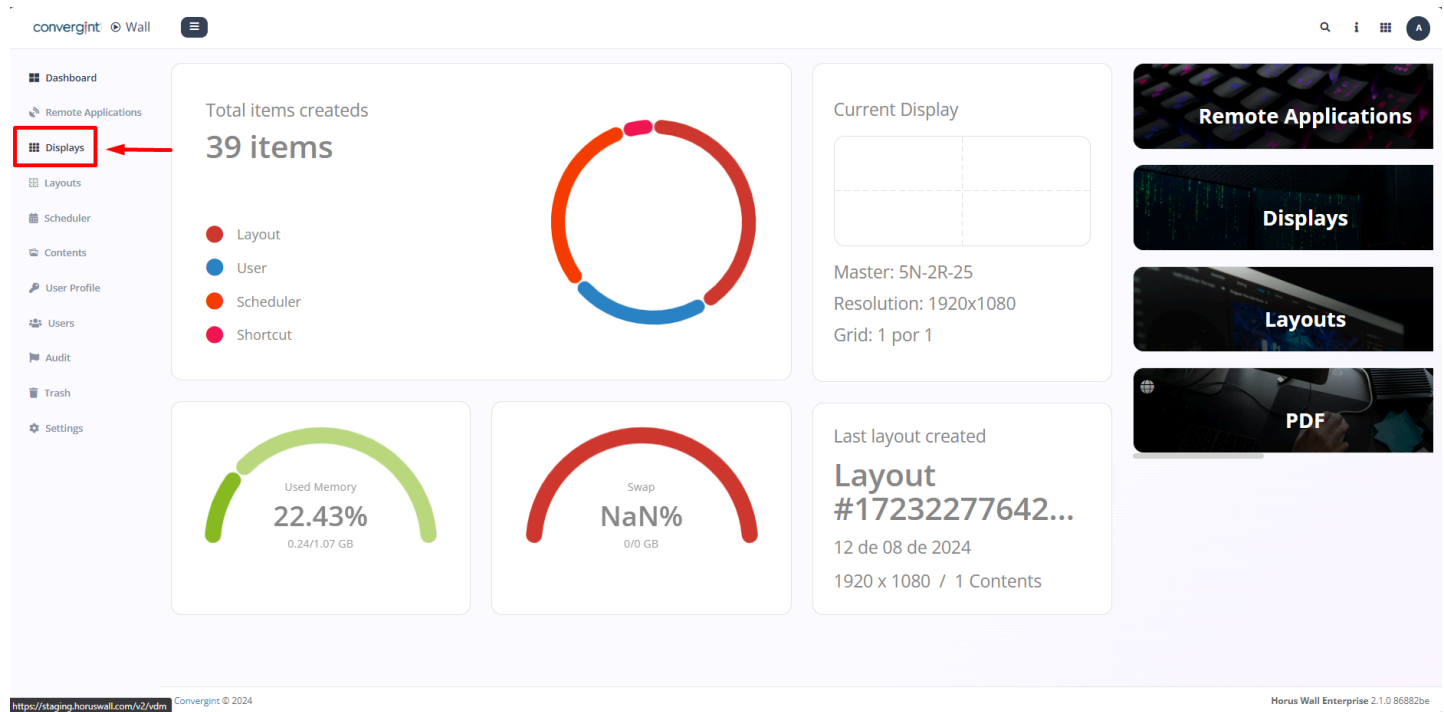 convergint Wall
A
Dashboard
Remote Applications
Displays
Layouts
Scheduler
Contents
User Profile
Users
Audit
Trash
Settings
Total items createds
39 items
Layout
User
Scheduler
Shortcut
Current Display
Master: 5N-2R-25
Resolution: 1920x1080
Grid: 1 por 1
Remote Applications
Displays
Layouts
PDF
Used Memory
22.43%
0.24/1.07 GB
Swap
NaN%
0/0 GB
Last layout created
Layout
#17232277642...
12 de 08 de 2024
1920 x 1080 / 1 Contents
https://staging.horuswall.com/v2/vdm
Convergint © 2024
Horus Wall Enterprise 2.1.0 86882be